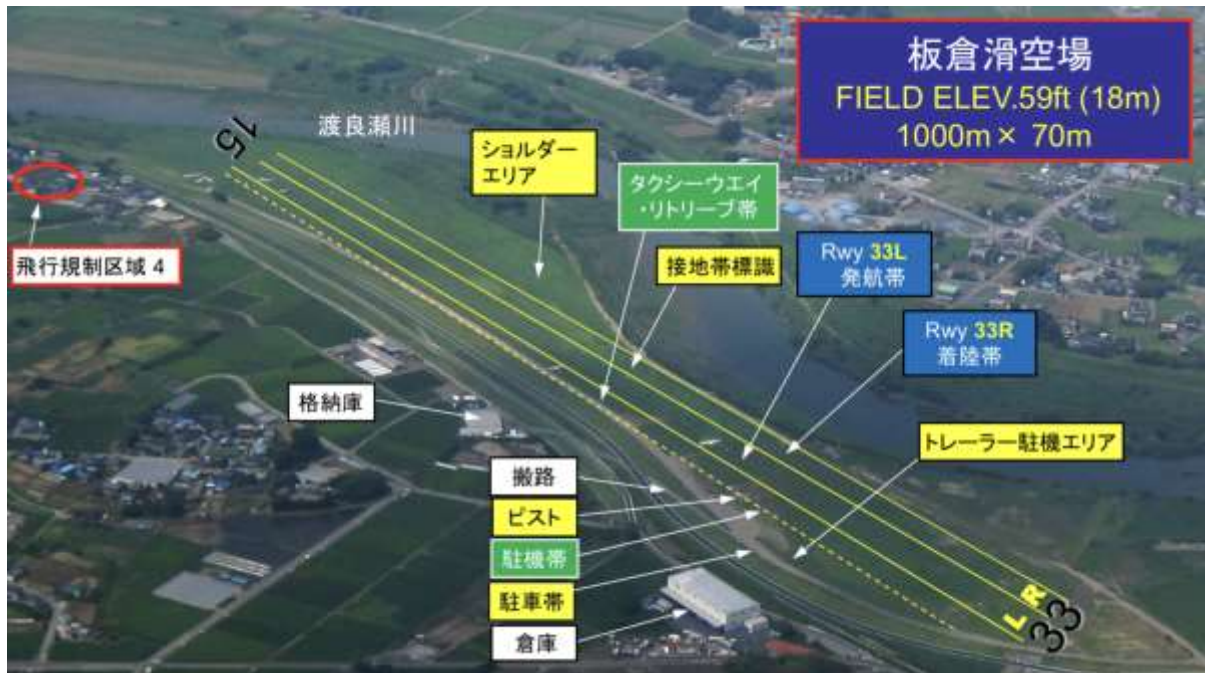 板倉滑空場
FIELD ELEV.59ft (18m)
1000m× 70m
15
渡良瀬川
ショルダー
エリア
タクシーウエイ
・リトリーブ帯
接地帯標識
Rwy 33L
発航帯
Rwy 33R
着陸帯
飛行規制区域 4
格納庫
トレーラー駐機エリア
搬路
ピスト
駐機帯
駐車帯
倉庫
L R
33